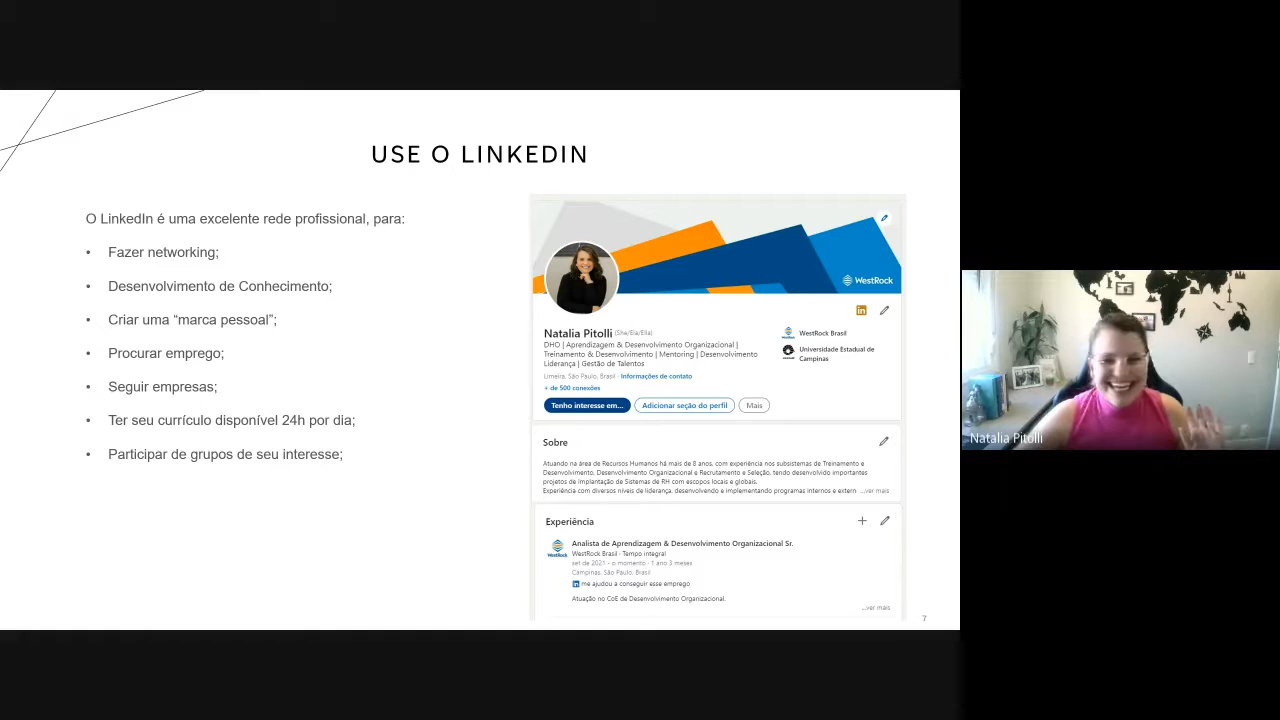 USE O LINKEDIN
O LinkedIn é uma excelente rede profissional, para:
• Fazer networking;
• Desenvolvimento de Conhecimento;
• Criar uma “marca pessoal”;
• Procurar emprego;
• Seguir empresas;
• Ter seu currículo disponível 24h por dia;
• Participar de grupos de seu interesse;
WestRock
in
Natalia Pitolli (She/Ela/Ella)
DHO | Aprendizagem & Desenvolvimento Organizacional |
Treinamento & Desenvolvimento | Mentoring | Desenvolvimento
Liderança | Gestão de Talentos
Limeira, São Paulo, Brasil · Informações de contato
+ de 500 conexões
WestRock Brasil
Universidade Estadual de
Campinas
Tenho interesse em...
Adicionar seção do perfil
Mais
Sobre
Atuando na área de Recursos Humanos há mais de 8 anos, com experiência nos subsistemas de Treinamento e
Desenvolvimento, Desenvolvimento Organizacional e Recrutamento e Seleção, tendo desenvolvido importantes
projetos de Implantação de Sistemas de RH com escopos locais e globais.
Experiência com diversos níveis de liderança, desenvolvendo e implementando programas internos e extern ...ver mais
Experiência
WestRock
Analista de Aprendizagem & Desenvolvimento Organizacional Sr.
WestRock Brasil · Tempo integral
set de 2021 - o momento · 1 ano 3 meses
Campinas, São Paulo, Brasil
in me ajudou a conseguir esse emprego
Atuação no CoE de Desenvolvimento Organizacional.
...ver mais
7
Natalia Pitolli